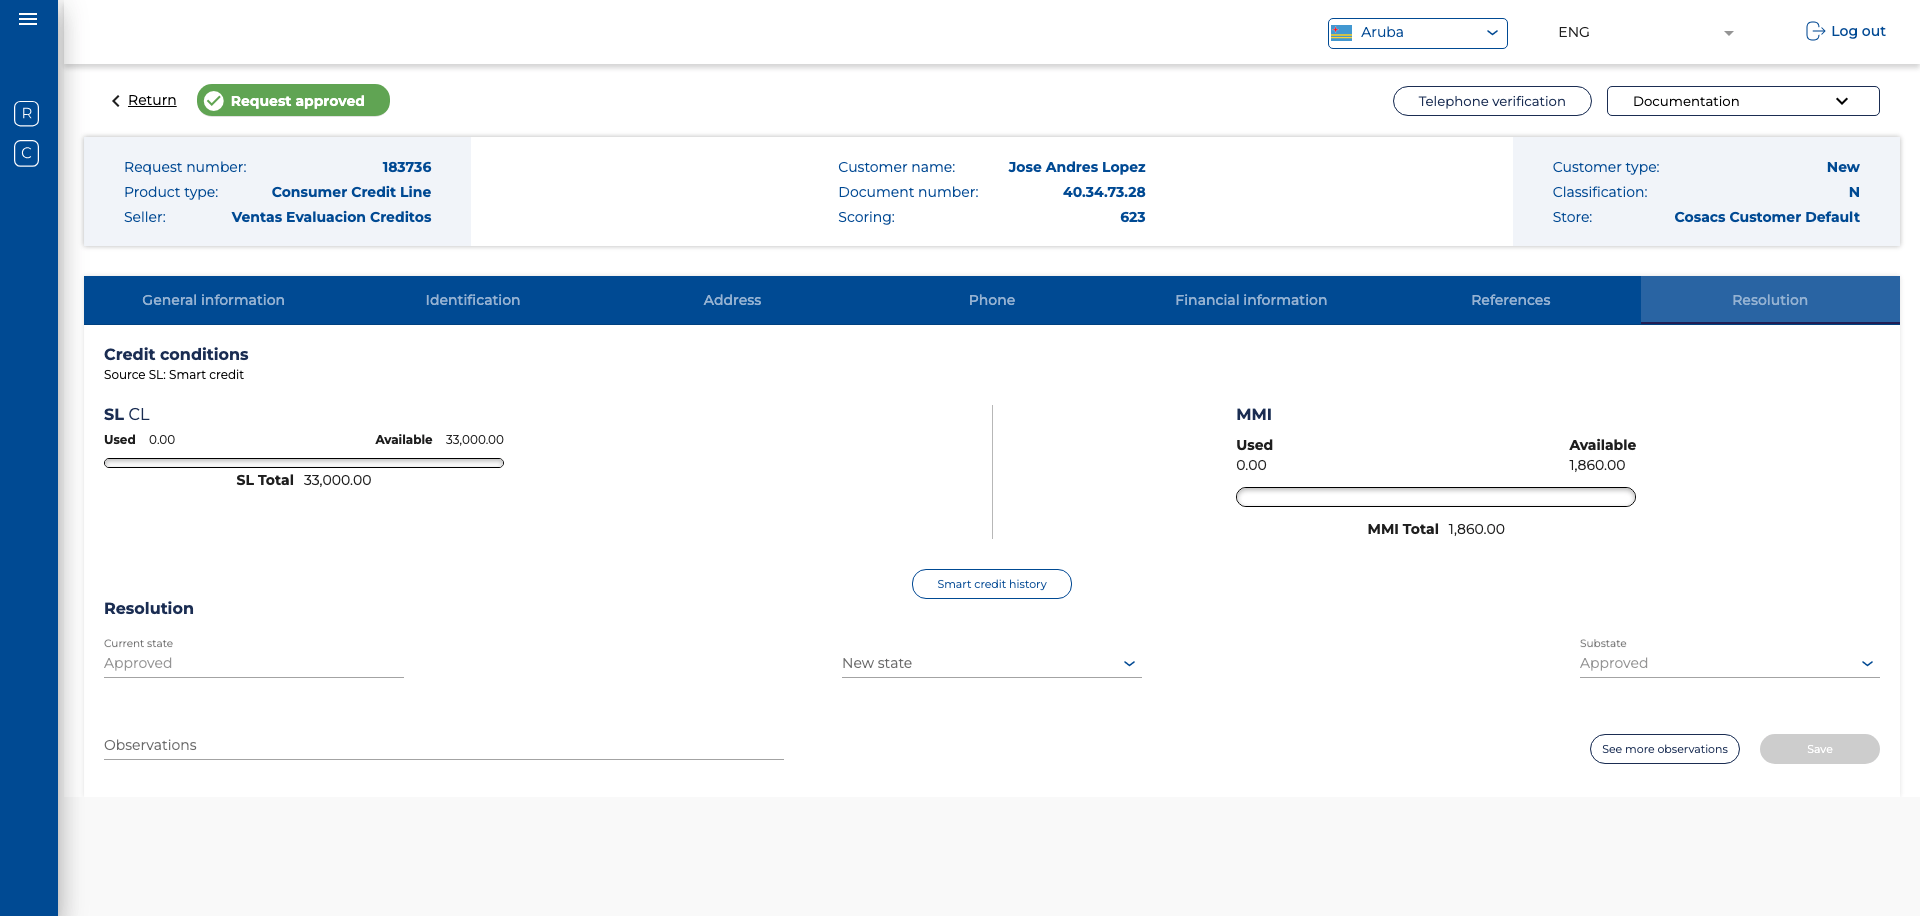 Aruba
ENG
Log out
R
C
Return
Request approved
Telephone verification
Documentation
Request number: 183736
Product type: Consumer Credit Line
Seller: Ventas Evaluacion Creditos
Customer name: Jose Andres Lopez
Document number: 40.34.73.28
Scoring: 623
Customer type: New
Classification: N
Store: Cosacs Customer Default
General information
Identification
Address
Phone
Financial information
References
Resolution
Credit conditions
Source SL: Smart credit
SL CL
Used 0.00 Available 33,000.00
SL Total 33,000.00
MMI
Used Available
0.00 1,860.00
MMI Total 1,860.00
Smart credit history
Resolution
Current state
Approved
New state
Substate
Approved
Observations
See more observations
Save